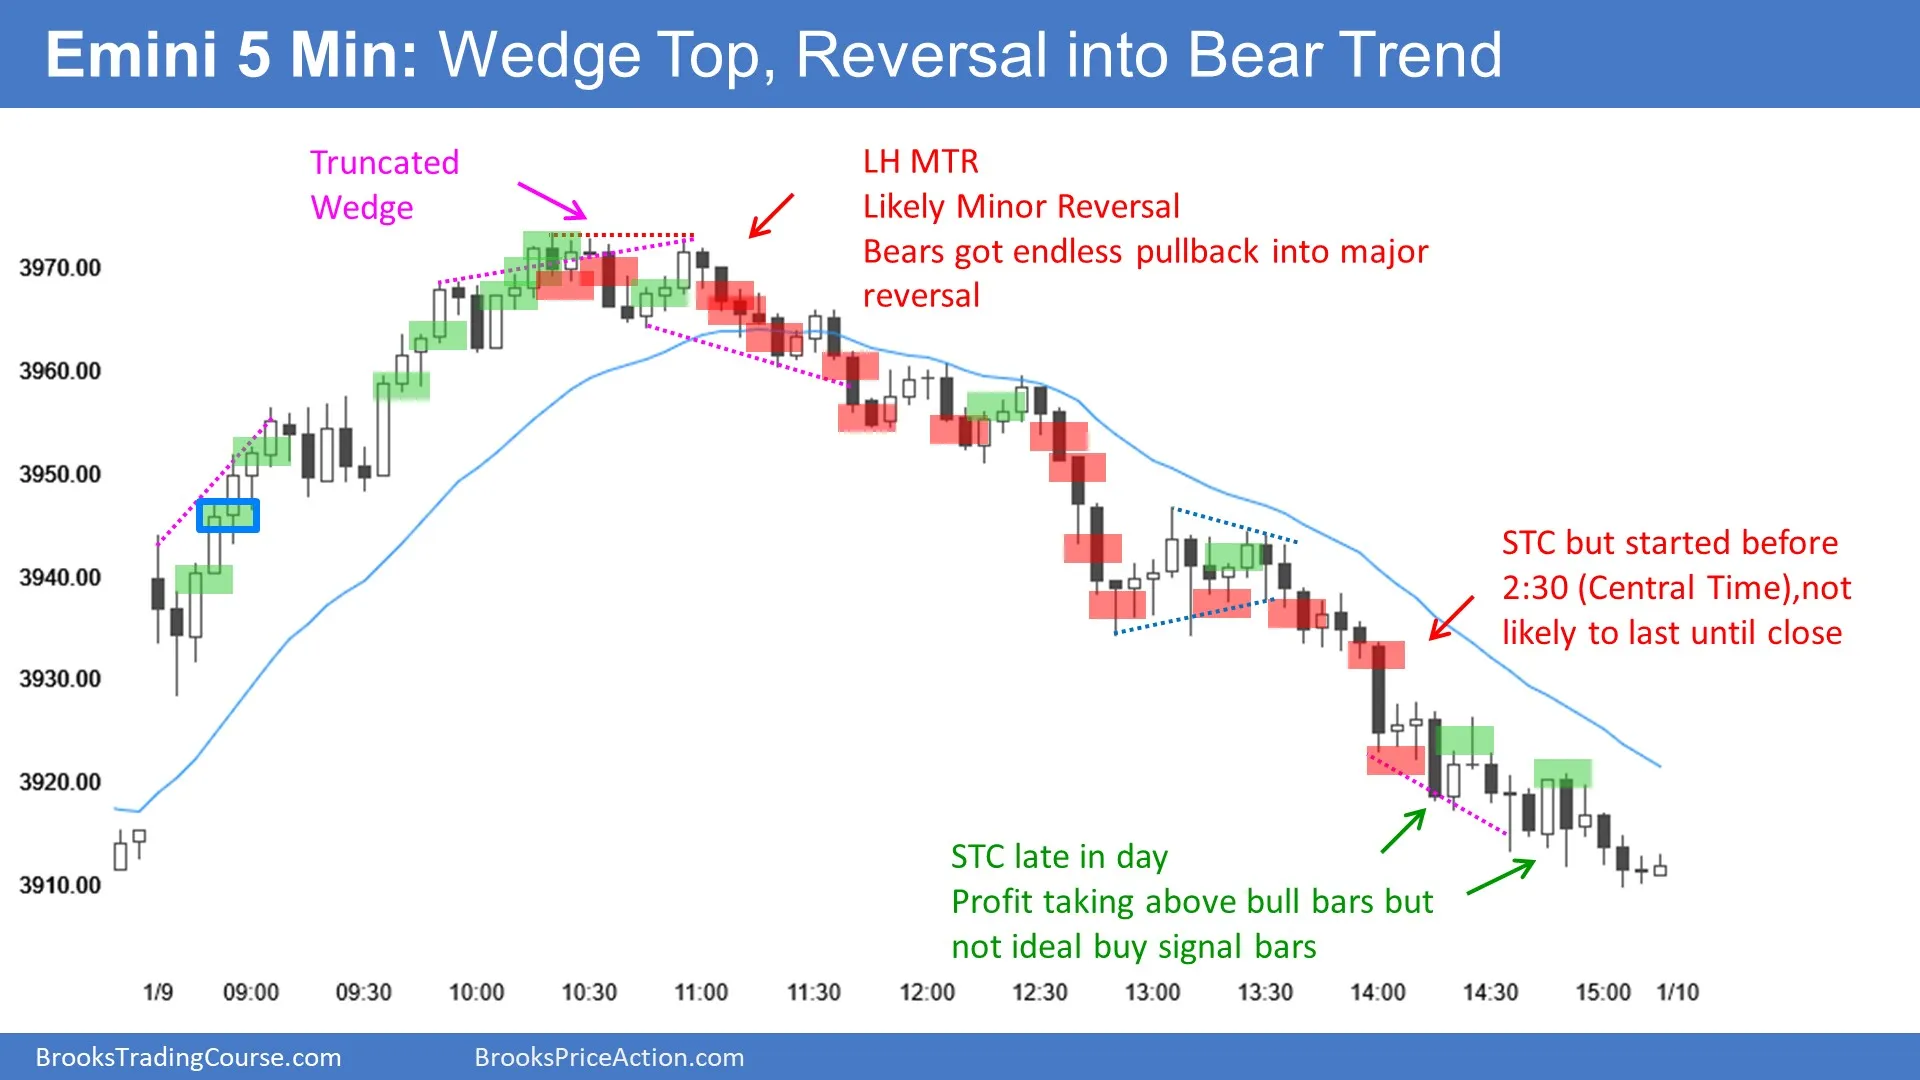 Emini 5 Min: Wedge Top, Reversal into Bear Trend
Truncated
Wedge
LH MTR
Likely Minor Reversal
Bears got endless pullback into major
reversal
3970.00
3960.00
3950.00
3940.00
3930.00
3920.00
3910.00
STC but started before
2:30 (Central Time),not
likely to last until close
STC late in day
Profit taking above bull bars but
not ideal buy signal bars
1/9 09:00 09:30 10:00 10:30 11:00 11:30 12:00 12:30 13:00 13:30 14:00 14:30 15:00 1/10
BrooksTradingCourse.com BrooksPriceAction.com